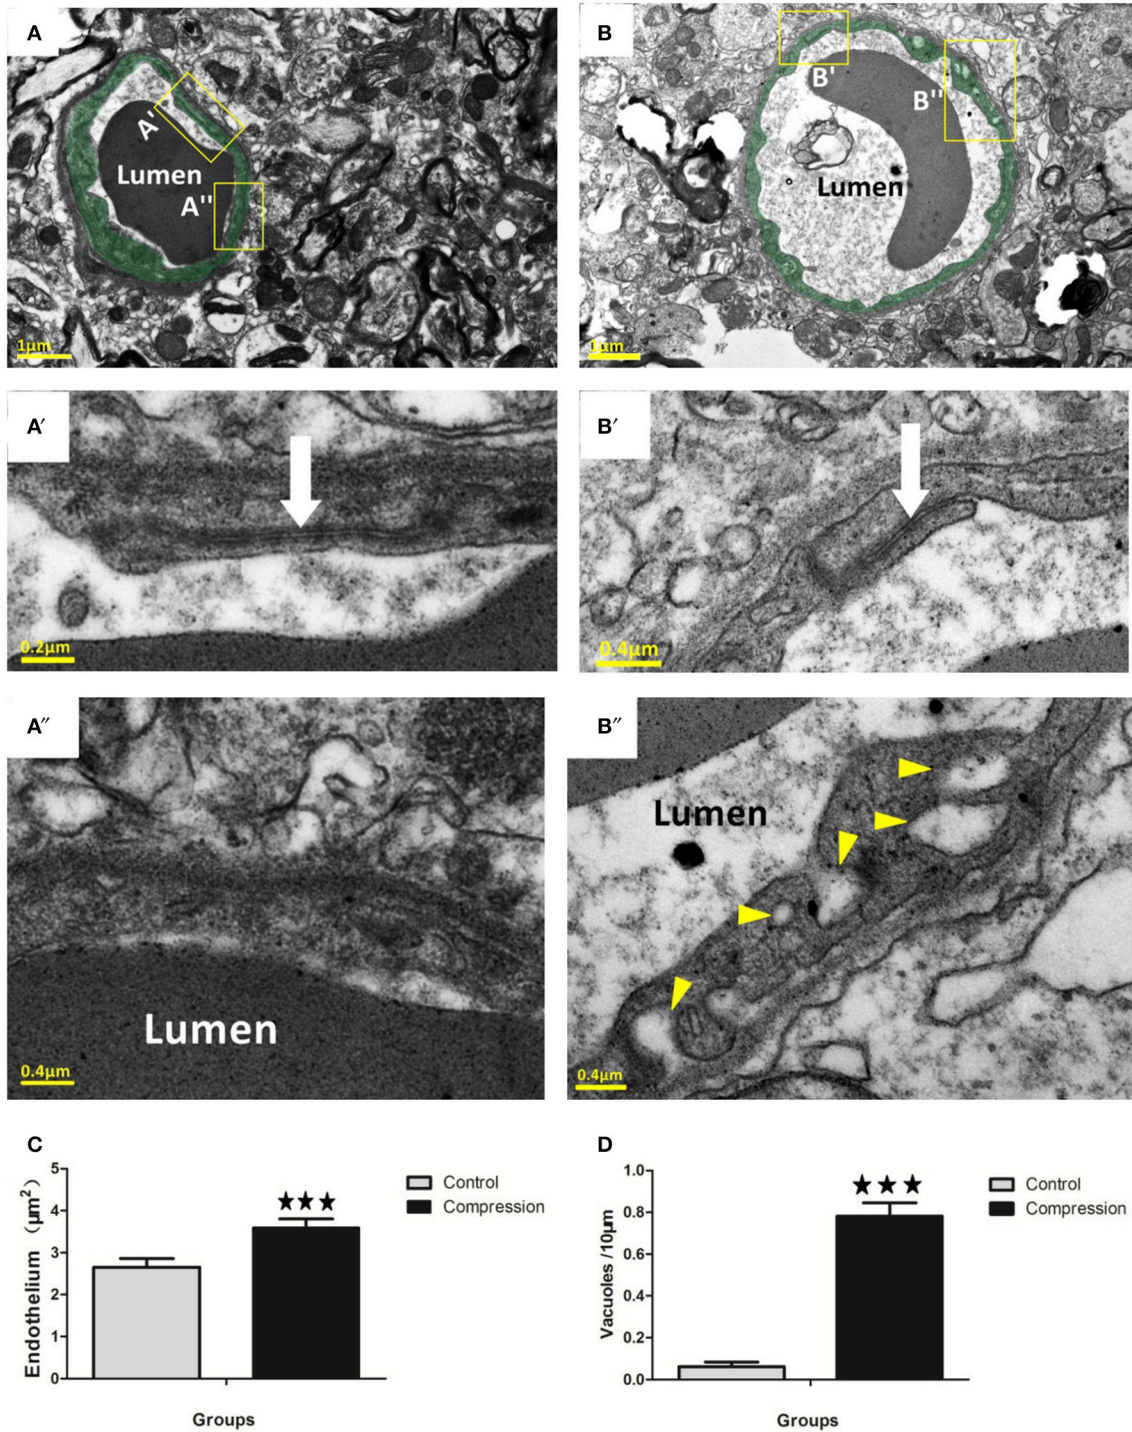 A
A'
Lumen
A''
1μm
B
B'
B''
Lumen
1μm
A′
0.2μm
B′
0.4μm
A″
Lumen
0.4μm
B″
Lumen
0.4μm
C
5
4
3
2
1
0
Endothelium (μm²)
★★★
Control
Compression
Groups
D
1.0
0.8
0.6
0.4
0.2
0.0
Vacuoles /10μm
★★★
Control
Compression
Groups